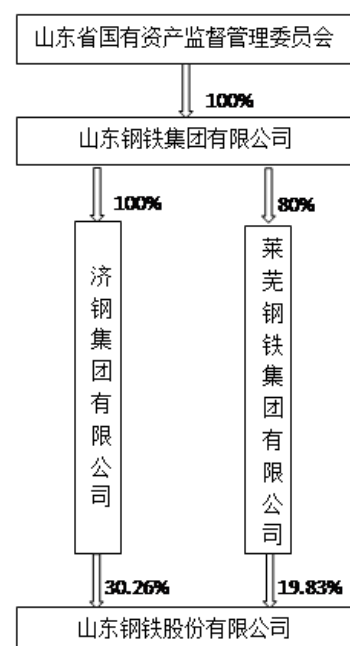 山东省国有资产监督管理委员会
100%
山东钢铁集团有限公司
100%
80%
济钢集团有限公司
莱芜钢铁集团有限公司
30.26%
19.83%
山东钢铁股份有限公司